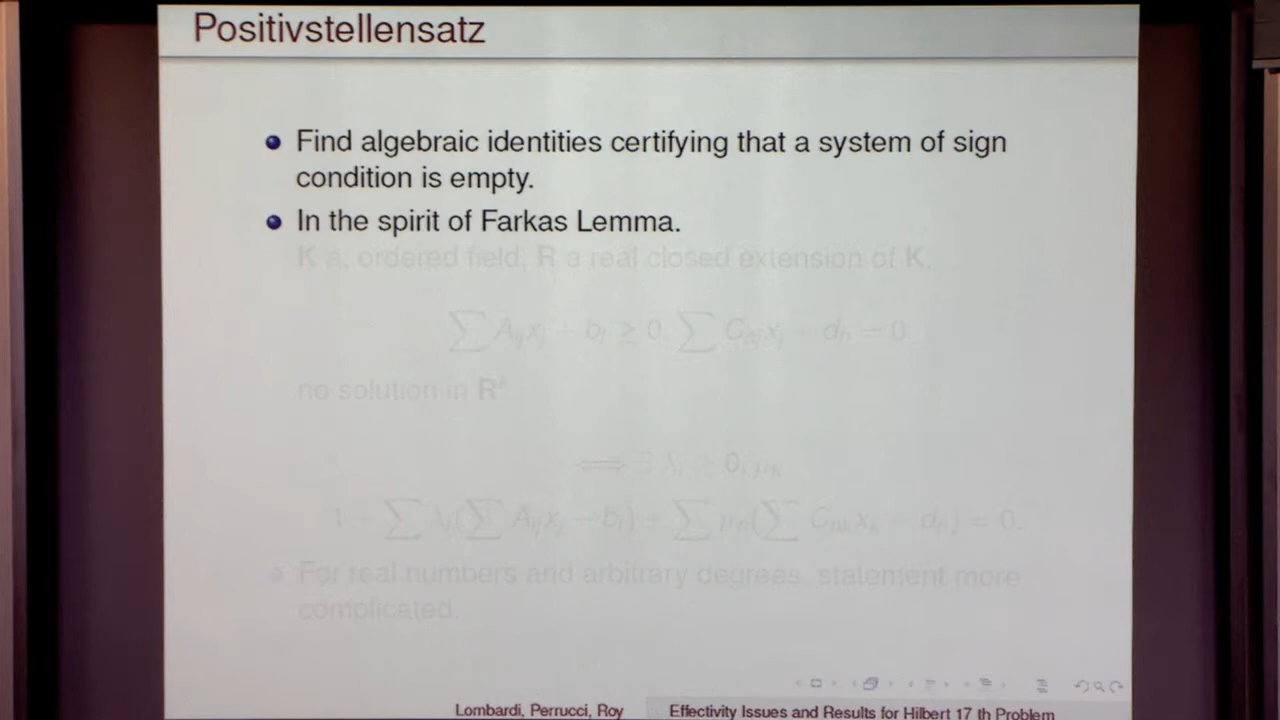 Positivstellensatz
Find algebraic identities certifying that a system of sign
condition is empty.
In the spirit of Farkas Lemma.
K a, ordered field, R a real closed extension of K.
no solution in R
For real numbers and arbitrary degrees, statement more
complicated.
Lombardi, Perrucci, Roy Effectivity Issues and Results for Hilbert 17 th Problem